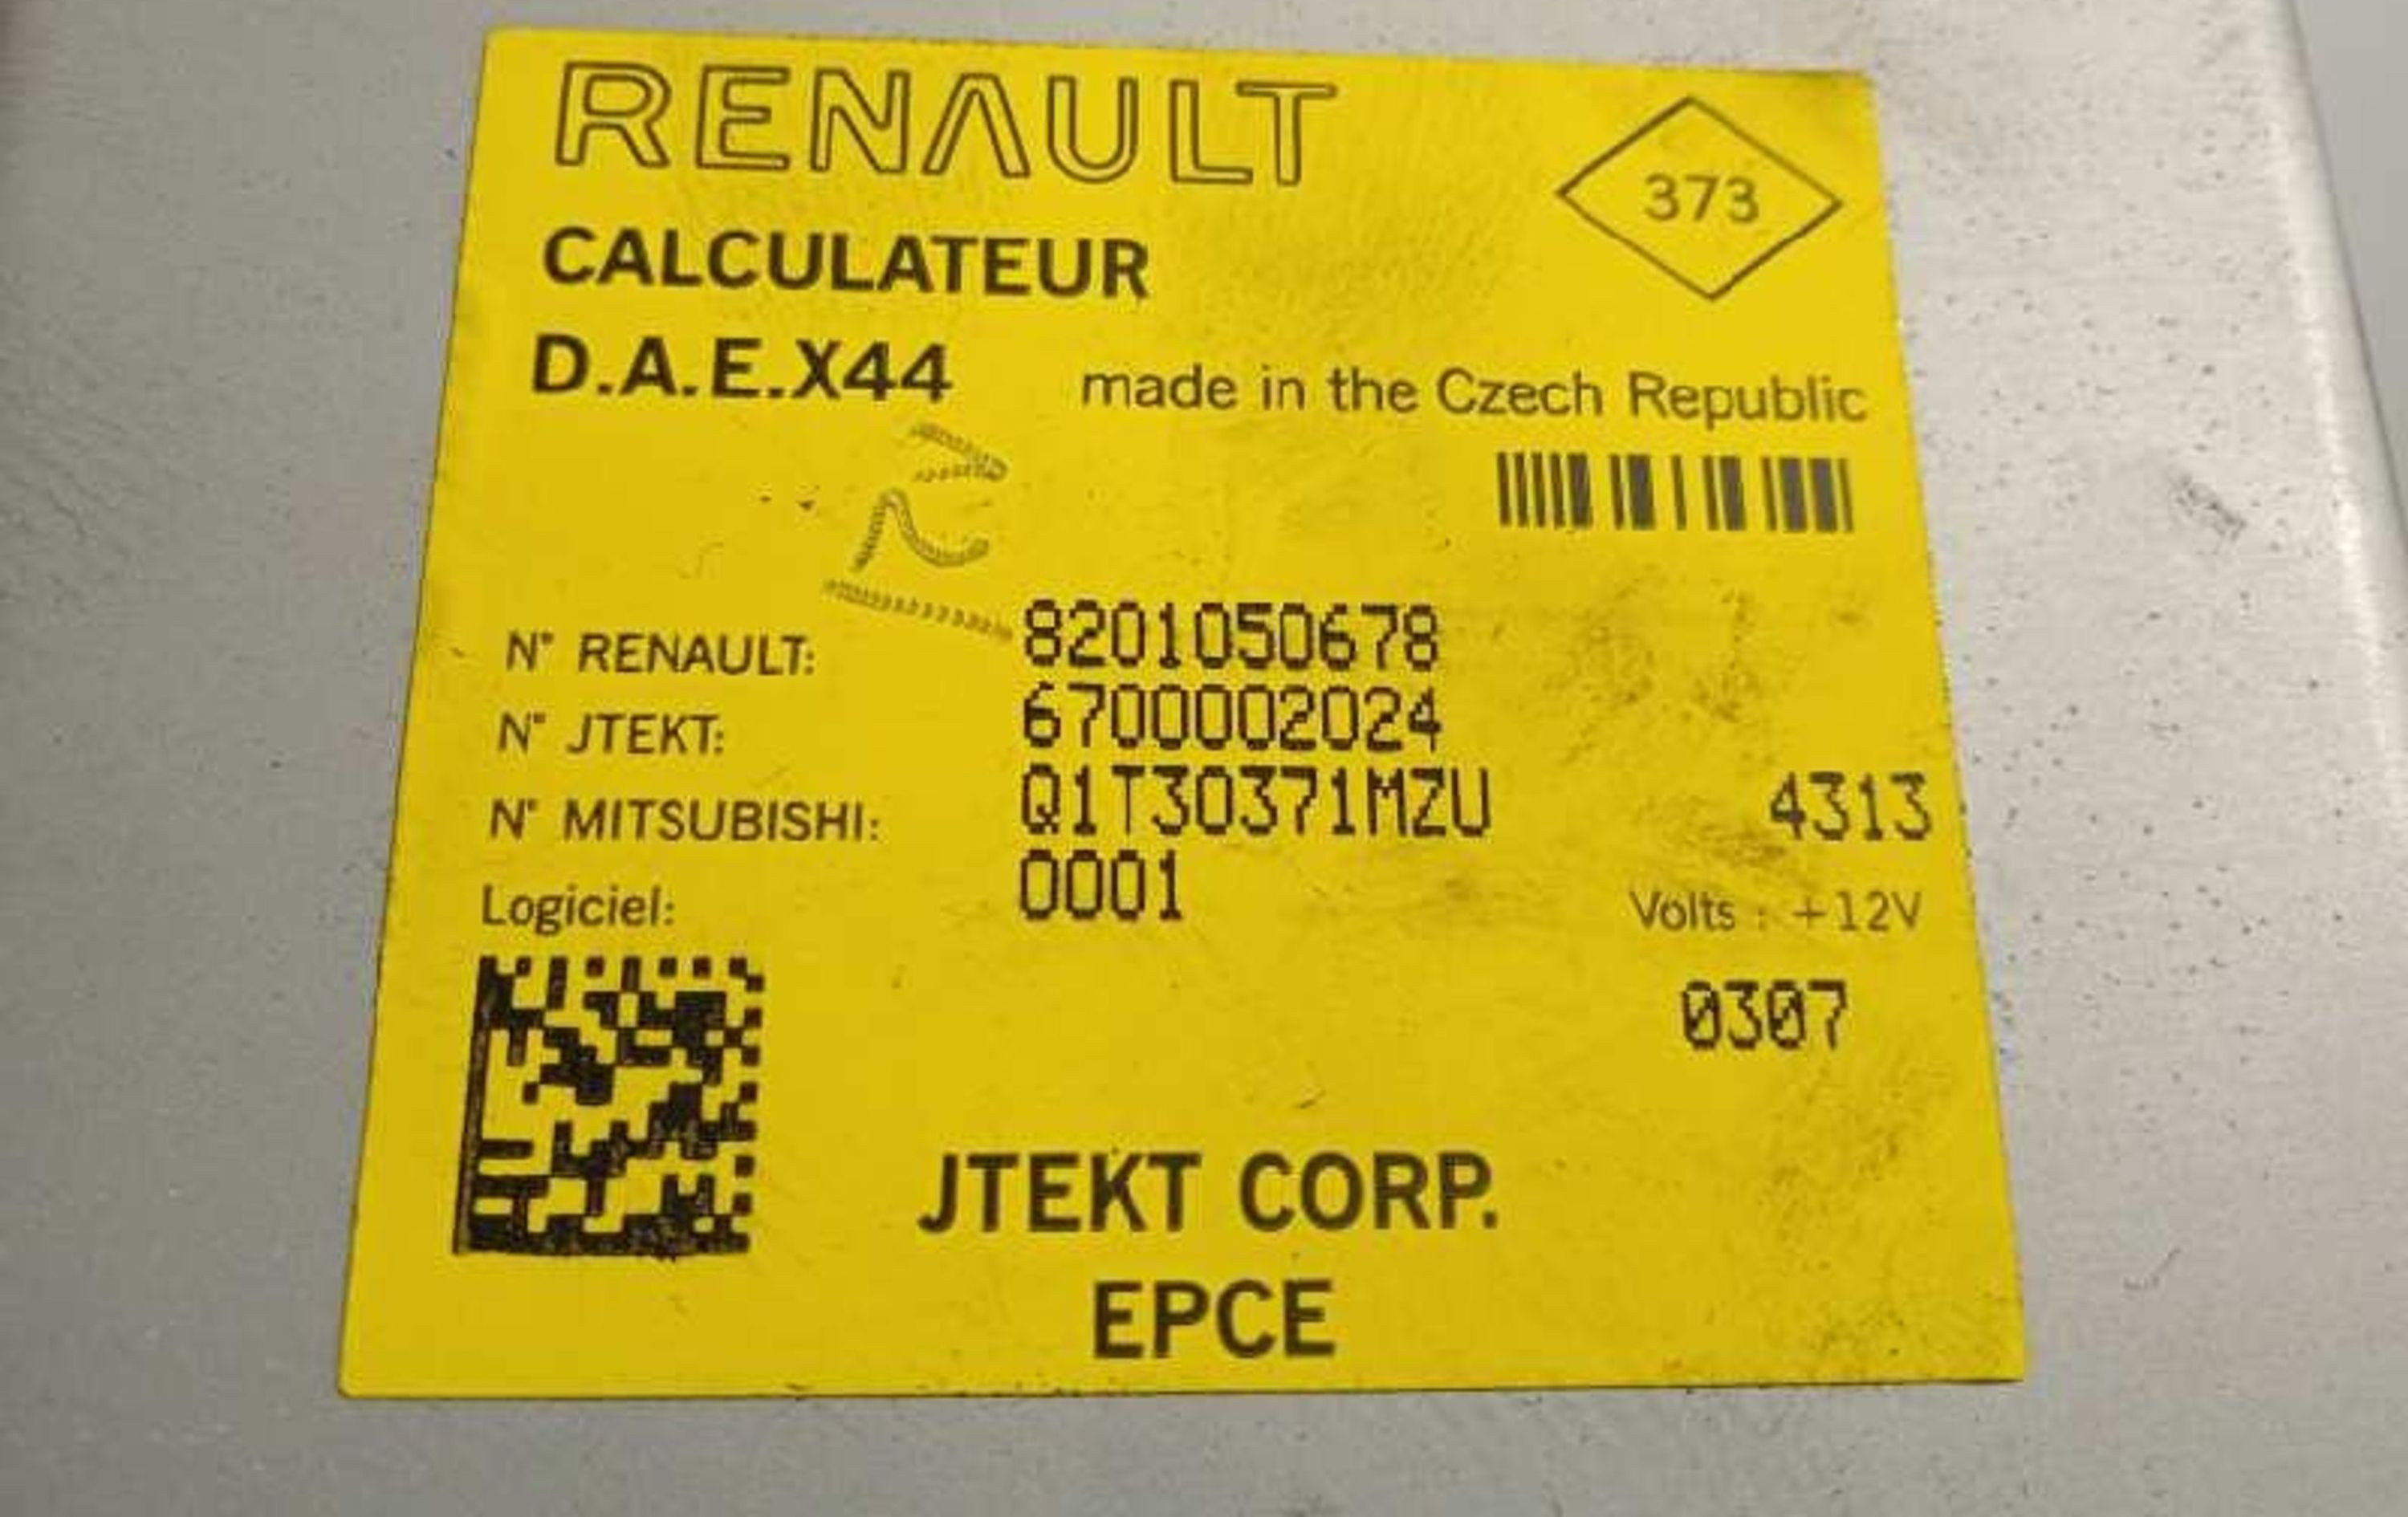 RENAULT
373
CALCULATEUR
D.A.E.X44
made in the Czech Republic
N° RENAULT: 8201050678
N° JTEKT: 6700002024
N° MITSUBISHI: Q1T30371MZU 4313
Logiciel: 0001
Volts : +12V
0307
JTEKT CORP.
EPCE